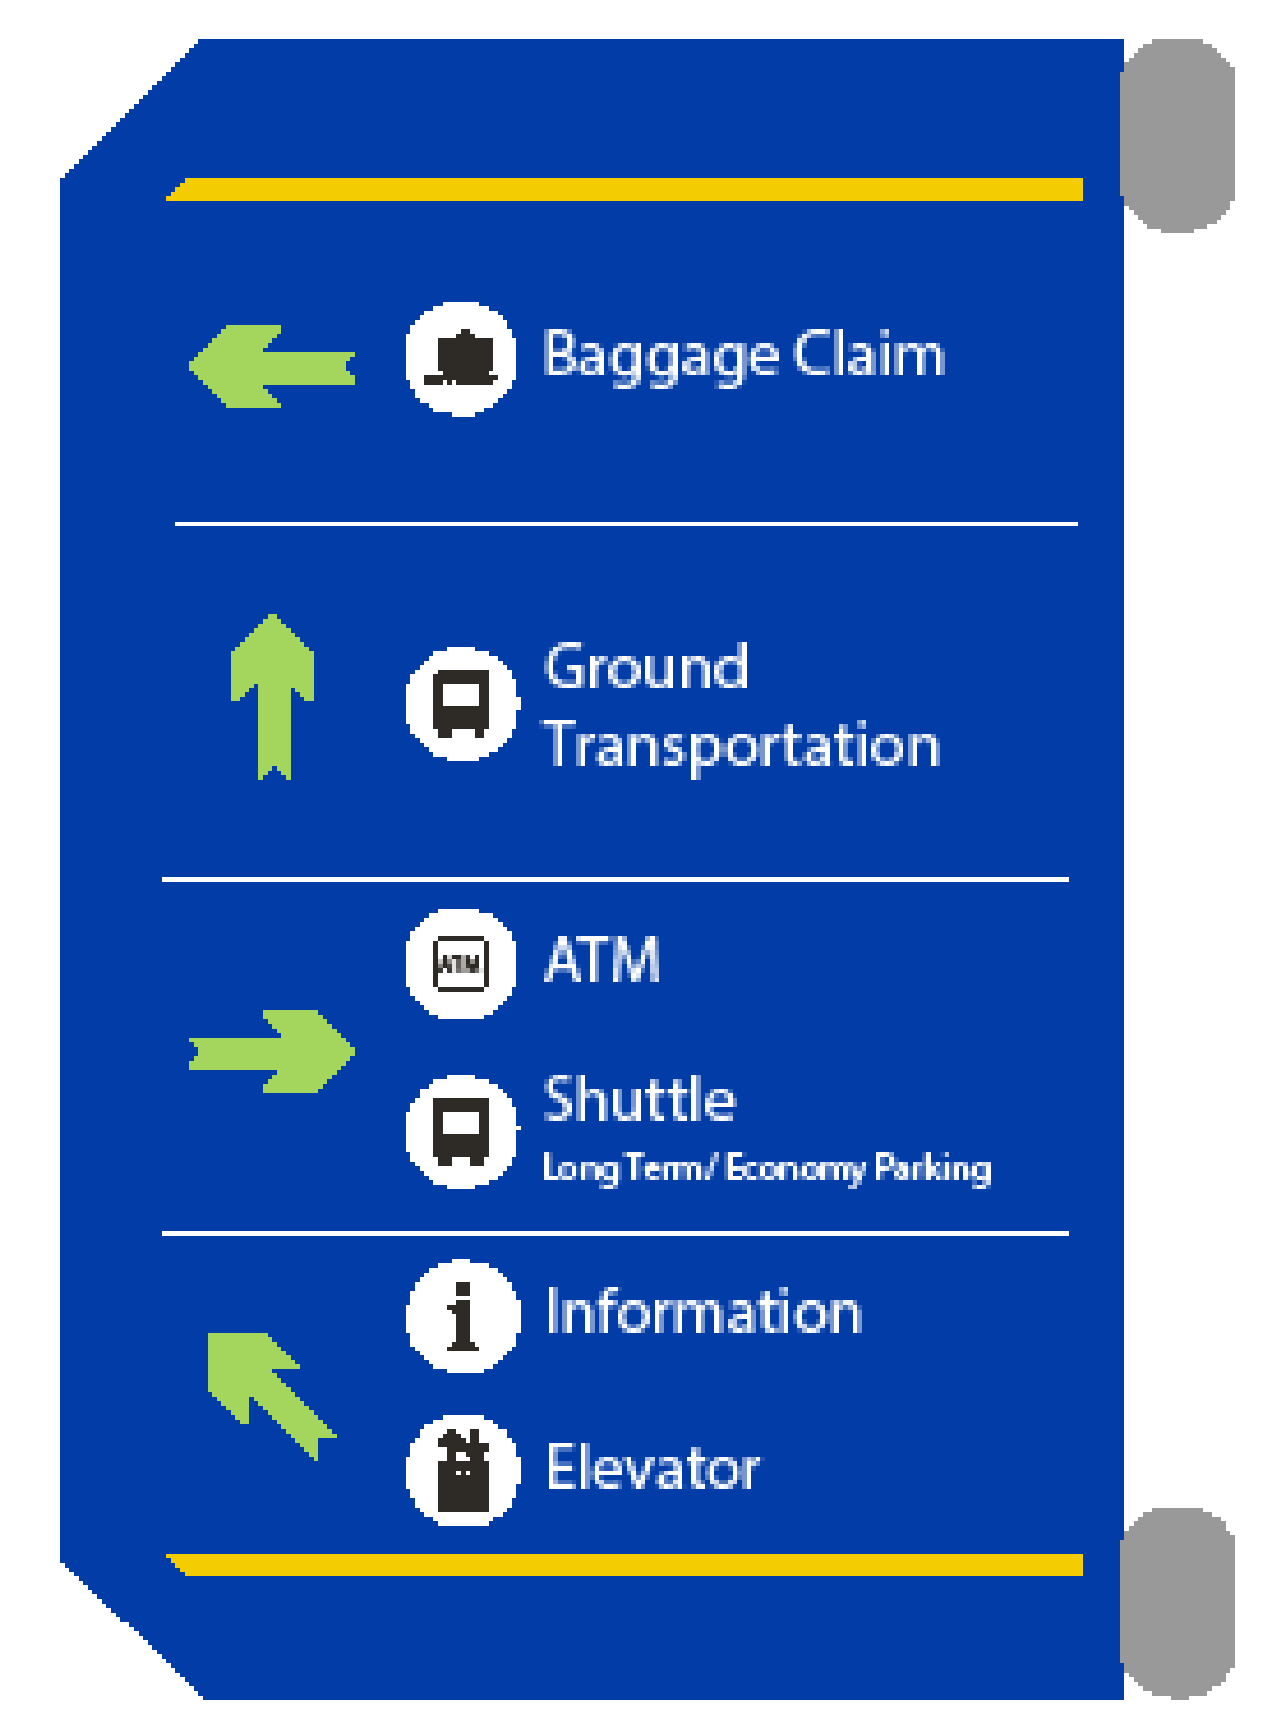 Baggage Claim
Ground
Transportation
ATM
ATM
Shuttle
Long Term/ Economy Parking
i
Information
Elevator